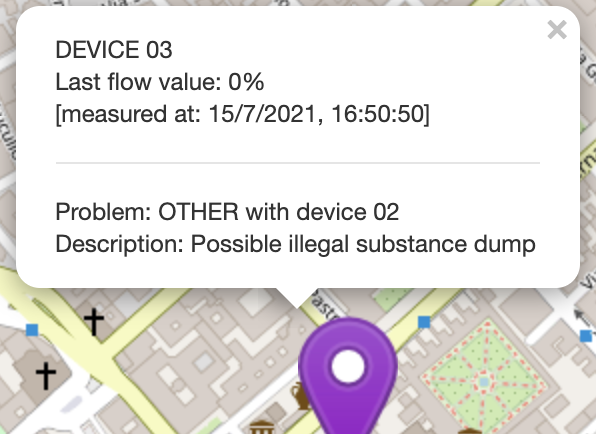 DEVICE 03
Last flow value: 0%
[measured at: 15/7/2021, 16:50:50]
Problem: OTHER with device 02
Description: Possible illegal substance dump